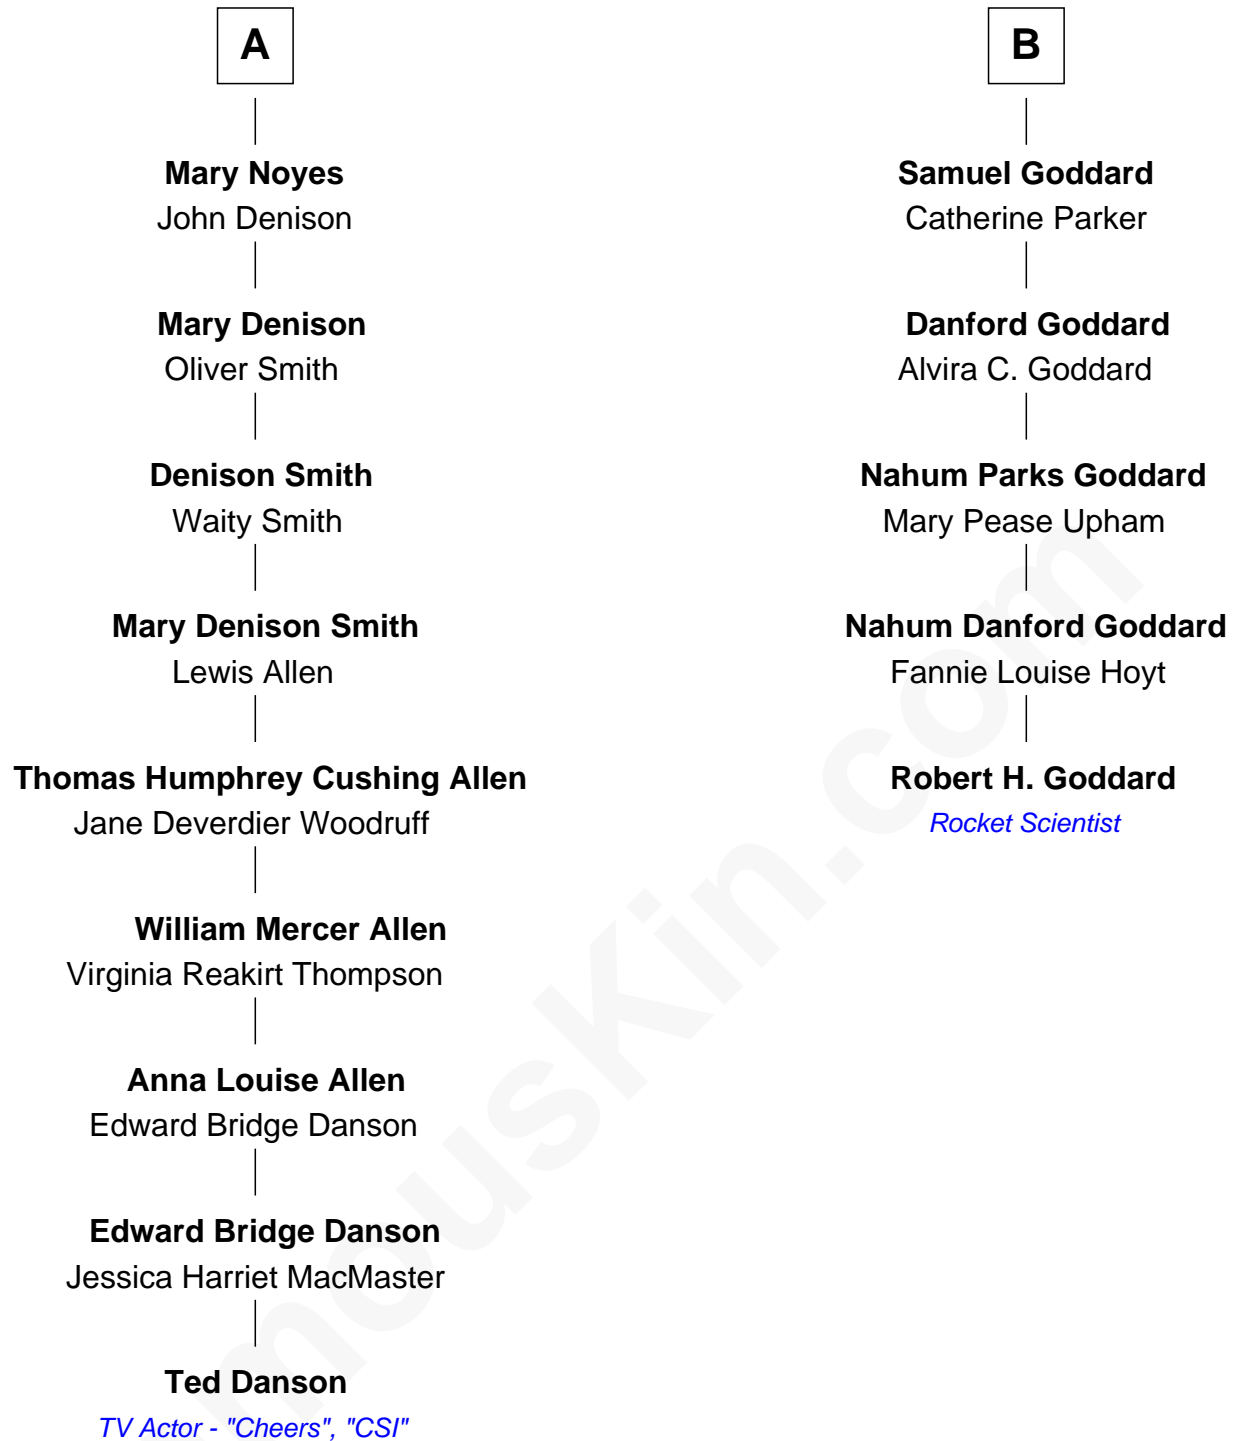 A
Mary Noyes
John Denison
Mary Denison
Oliver Smith
Denison Smith
Waity Smith
Mary Denison Smith
Lewis Allen
Thomas Humphrey Cushing Allen
Jane Deverdier Woodruff
William Mercer Allen
Virginia Reakirt Thompson
Anna Louise Allen
Edward Bridge Danson
Edward Bridge Danson
Jessica Harriet MacMaster
Ted Danson
TV Actor - "Cheers", "CSI"
B
Samuel Goddard
Catherine Parker
Danford Goddard
Alvira C. Goddard
Nahum Parks Goddard
Mary Pease Upham
Nahum Danford Goddard
Fannie Louise Hoyt
Robert H. Goddard
Rocket Scientist
mouskin.com